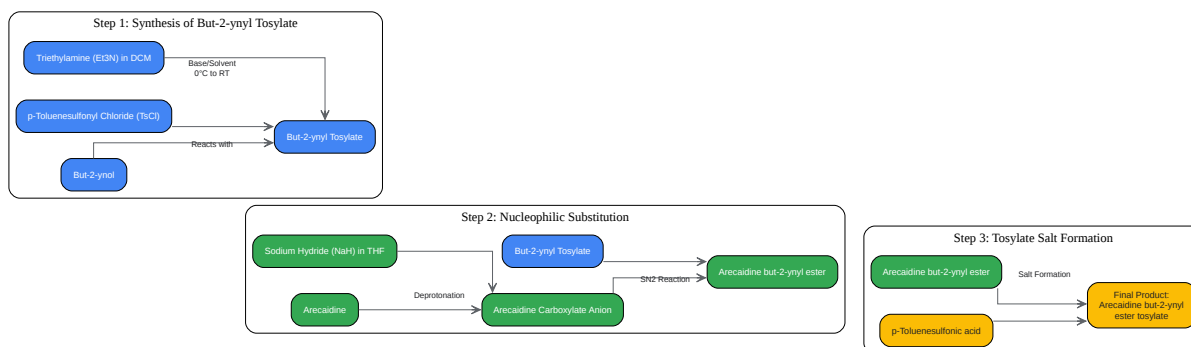 Step 1: Synthesis of But-2-ynyl Tosylate
Triethylamine (Et3N) in DCM
Base/Solvent
0°C to RT
p-Toluenesulfonyl Chloride (TsCl)
But-2-ynyl Tosylate
Reacts with
But-2-ynol
Step 2: Nucleophilic Substitution
Sodium Hydride (NaH) in THF
But-2-ynyl Tosylate
Arecaidine but-2-ynyl ester
SN2 Reaction
Deprotonation
Arecaidine
Arecaidine Carboxylate Anion
Step 3: Tosylate Salt Formation
Arecaidine but-2-ynyl ester
Salt Formation
Final Product:
Arecaidine but-2-ynyl
ester tosylate
p-Toluenesulfonic acid